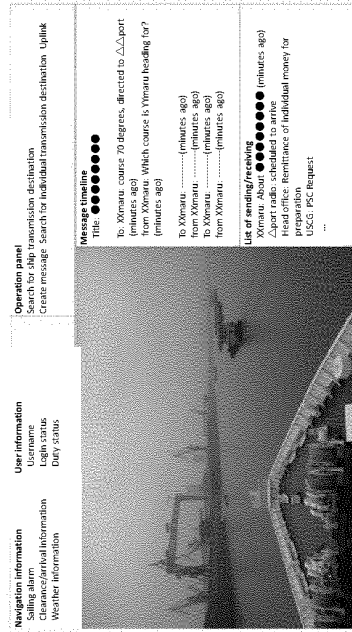 Navigation information
Sailing alarm
Clearance/arrival information
Weather information
User information
Username
Login status
Duty status
Operation panel
Search for ship transmission destination
Create message Search for individual transmission destination Uplink
Message timeline
Title: ●●●●●●●●
To: XXmaru: course 70 degrees, directed to △△port
(minutes ago)
from XXmaru: Which course is YYmaru heading for?
(minutes ago)
To XXmaru: ----------(minutes ago)
from XXmaru: ----------(minutes ago)
To XXmaru: ----------(minutes ago)
from XXmaru: ----------(minutes ago)
List of sending/receiving
XXmaru: About ●●●●●●●● (minutes ago)
△port radio: scheduled to arrive
Head office: Remittance of individual money for
preparation
USCG: PSC Request
...